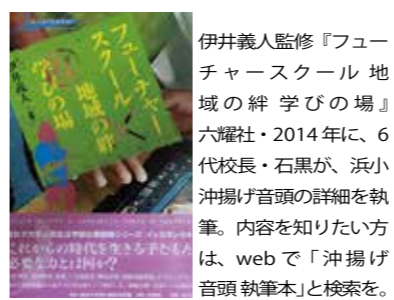 フューチャー
スクール
地域の絆
学びの場
伊井義人監修『フュー
チャースクール 地
域の絆 学びの場』
六耀社・2014年に、6
代校長・石黒が、浜小
沖揚げ音頭の詳細を執
筆。内容を知りたい方
は、webで「沖揚げ
音頭 執筆本」と検索を。